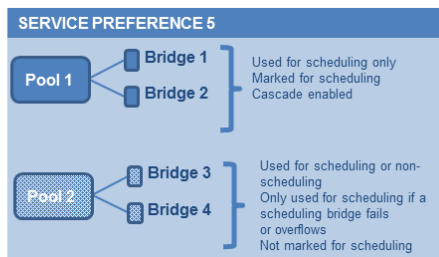 SERVICE PREFERENCE 5
Pool 1
Bridge 1
Bridge 2
Used for scheduling only
Marked for scheduling
Cascade enabled
Pool 2
Bridge 3
Bridge 4
Used for scheduling or non-
scheduling
Only used for scheduling if a
scheduling bridge fails
or overflows
Not marked for scheduling